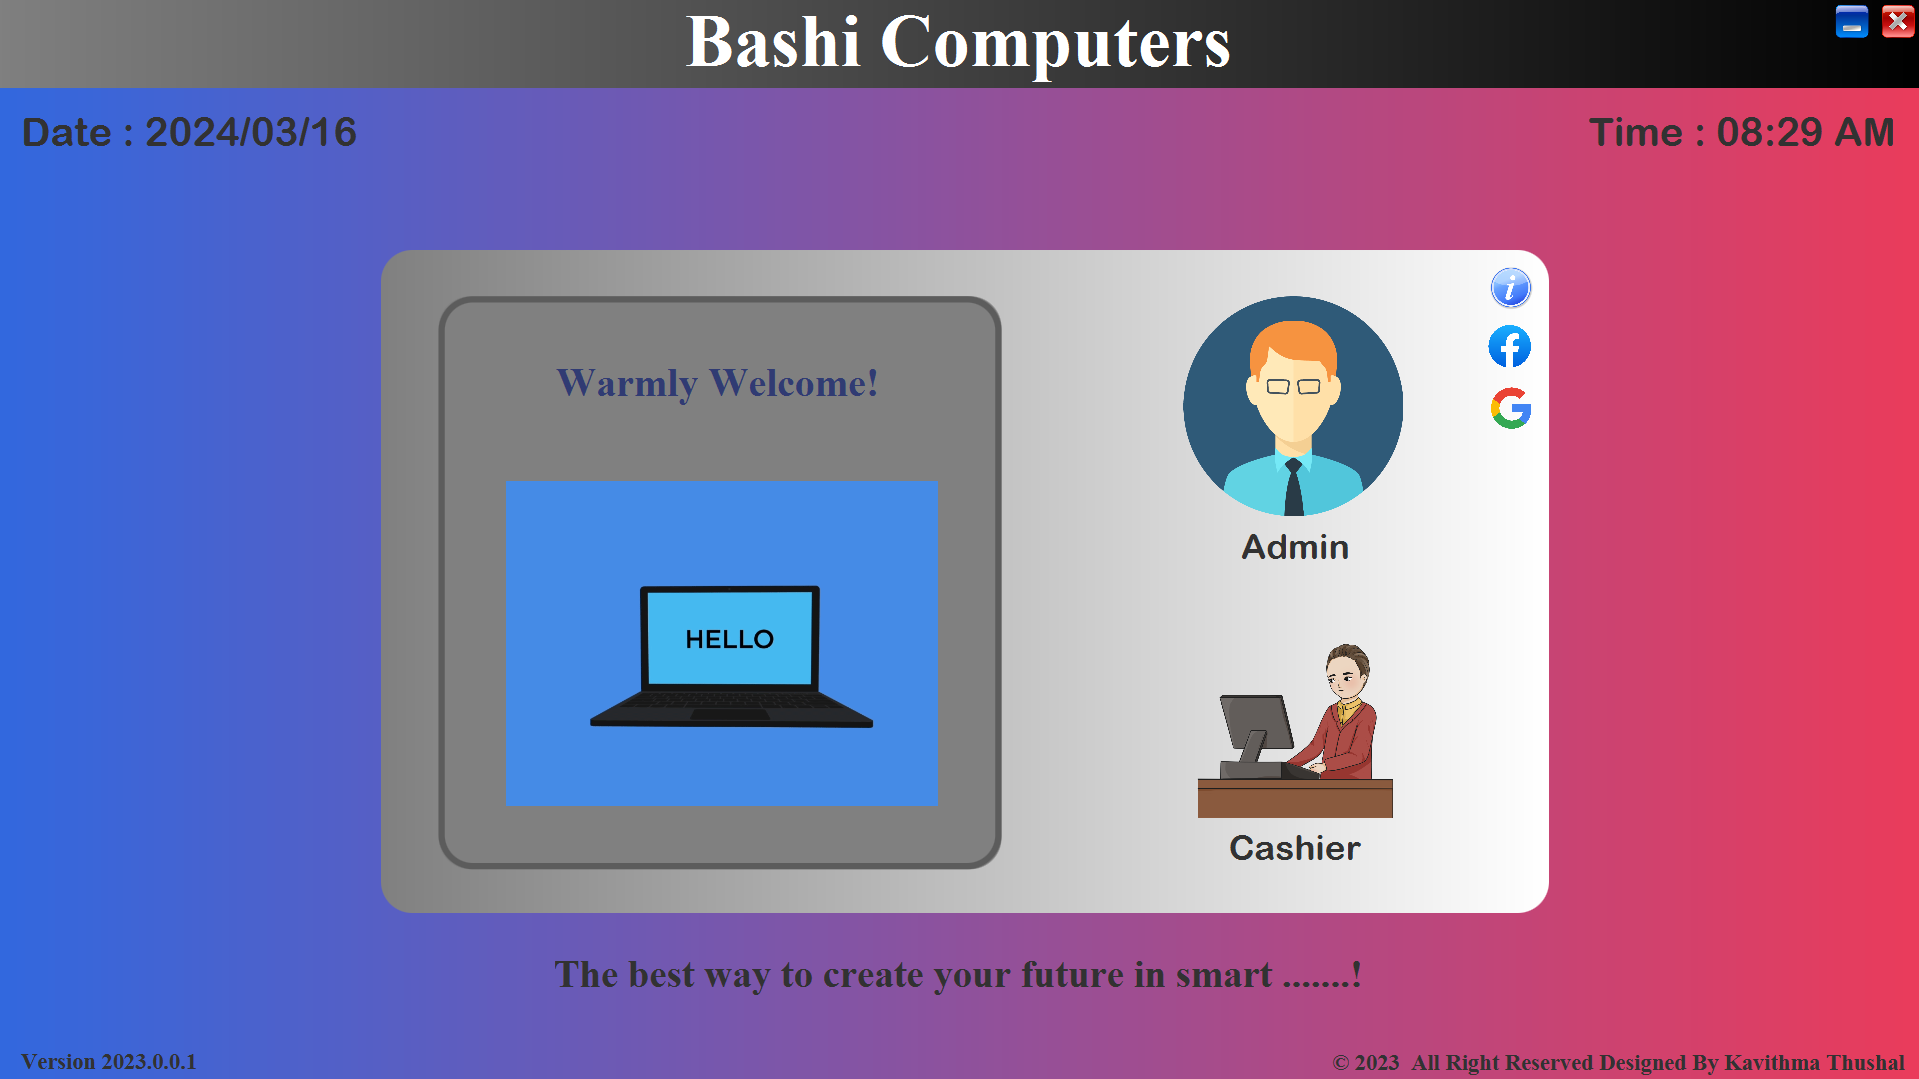 Bashi Computers
Date : 2024/03/16
Time : 08:29 AM
Warmly Welcome!
HELLO
Admin
Cashier
The best way to create your future in smart .......!
Version 2023.0.0.1
© 2023  All Right Reserved Designed By Kavithma Thushal